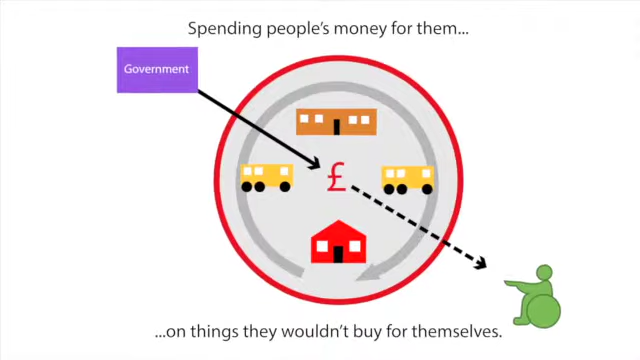 Spending people's money for them...
Government
£
...on things they wouldn't buy for themselves.